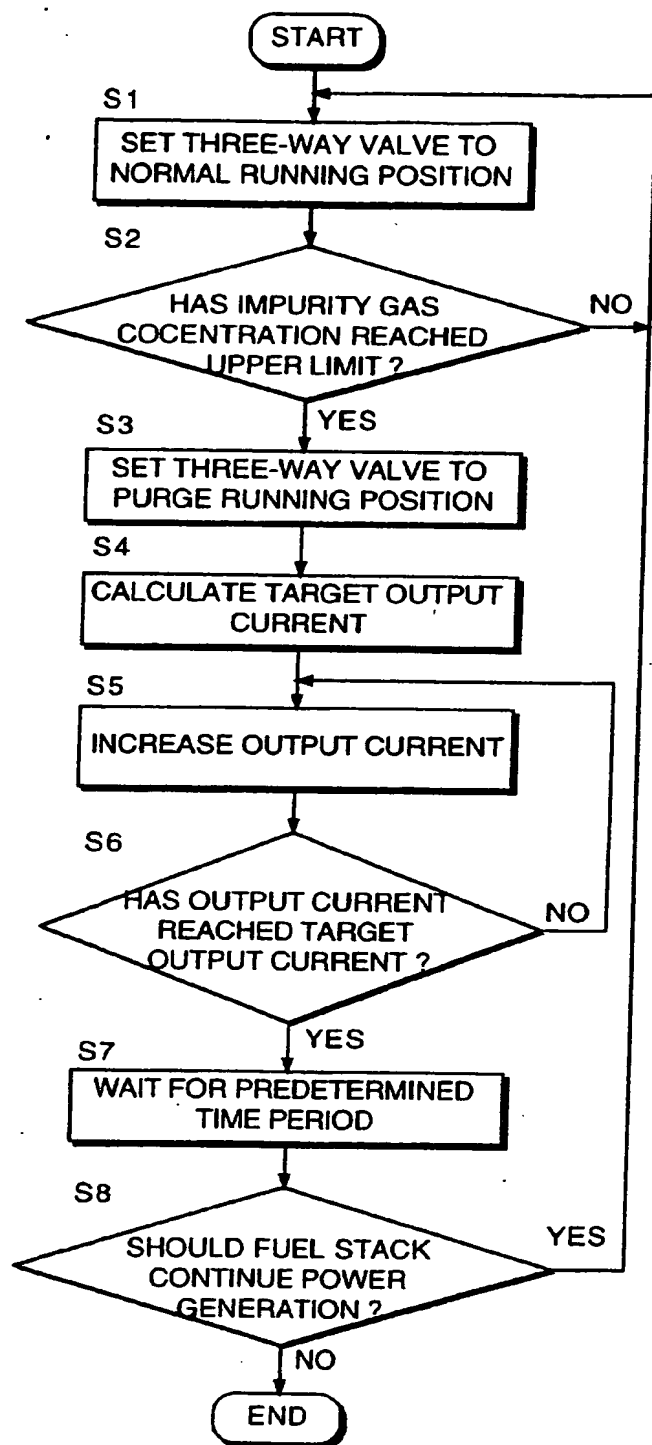 START
S1
SET THREE-WAY VALVE TO
NORMAL RUNNING POSITION
S2
HAS IMPURITY GAS
COCENTRATION REACHED
UPPER LIMIT ?
NO
YES
S3
SET THREE-WAY VALVE TO
PURGE RUNNING POSITION
S4
CALCULATE TARGET OUTPUT
CURRENT
S5
INCREASE OUTPUT CURRENT
S6
HAS OUTPUT CURRENT
REACHED TARGET
OUTPUT CURRENT ?
NO
YES
S7
WAIT FOR PREDETERMINED
TIME PERIOD
S8
SHOULD FUEL STACK
CONTINUE POWER
GENERATION ?
YES
NO
END